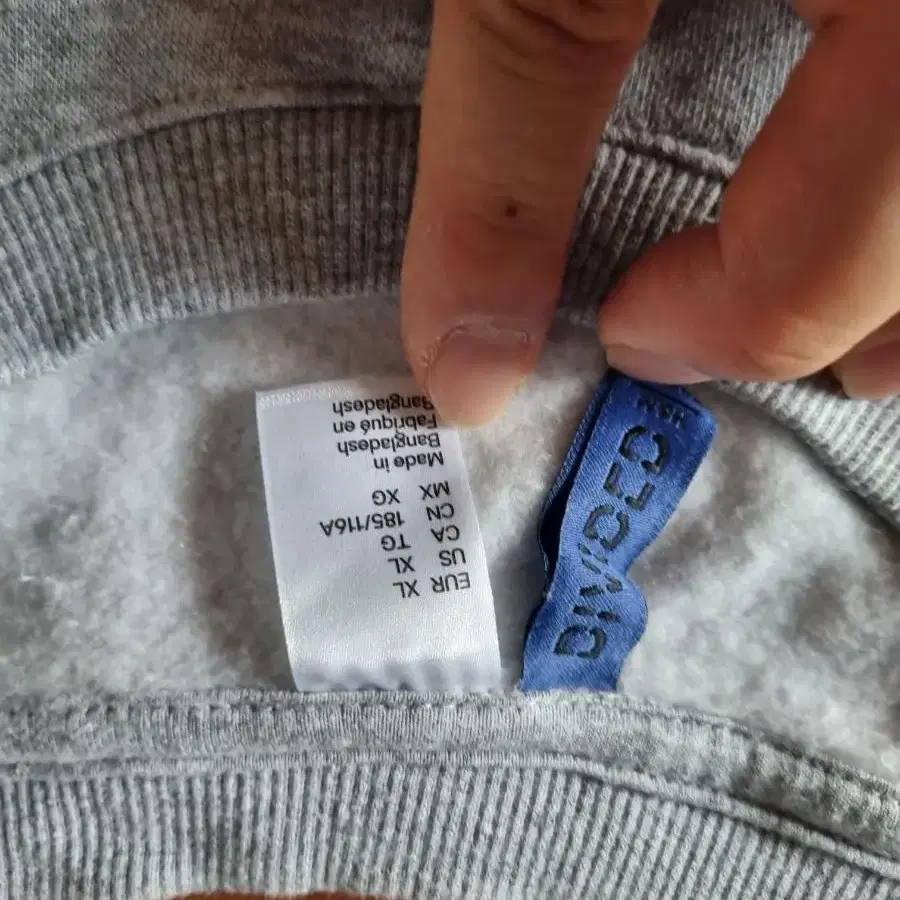 EUR XL
US XL
CA TG
CN 185/116A
MX XG
Made in
Bangladesh
Fabriqué en
Bangladesh
DIVIDED
H&M